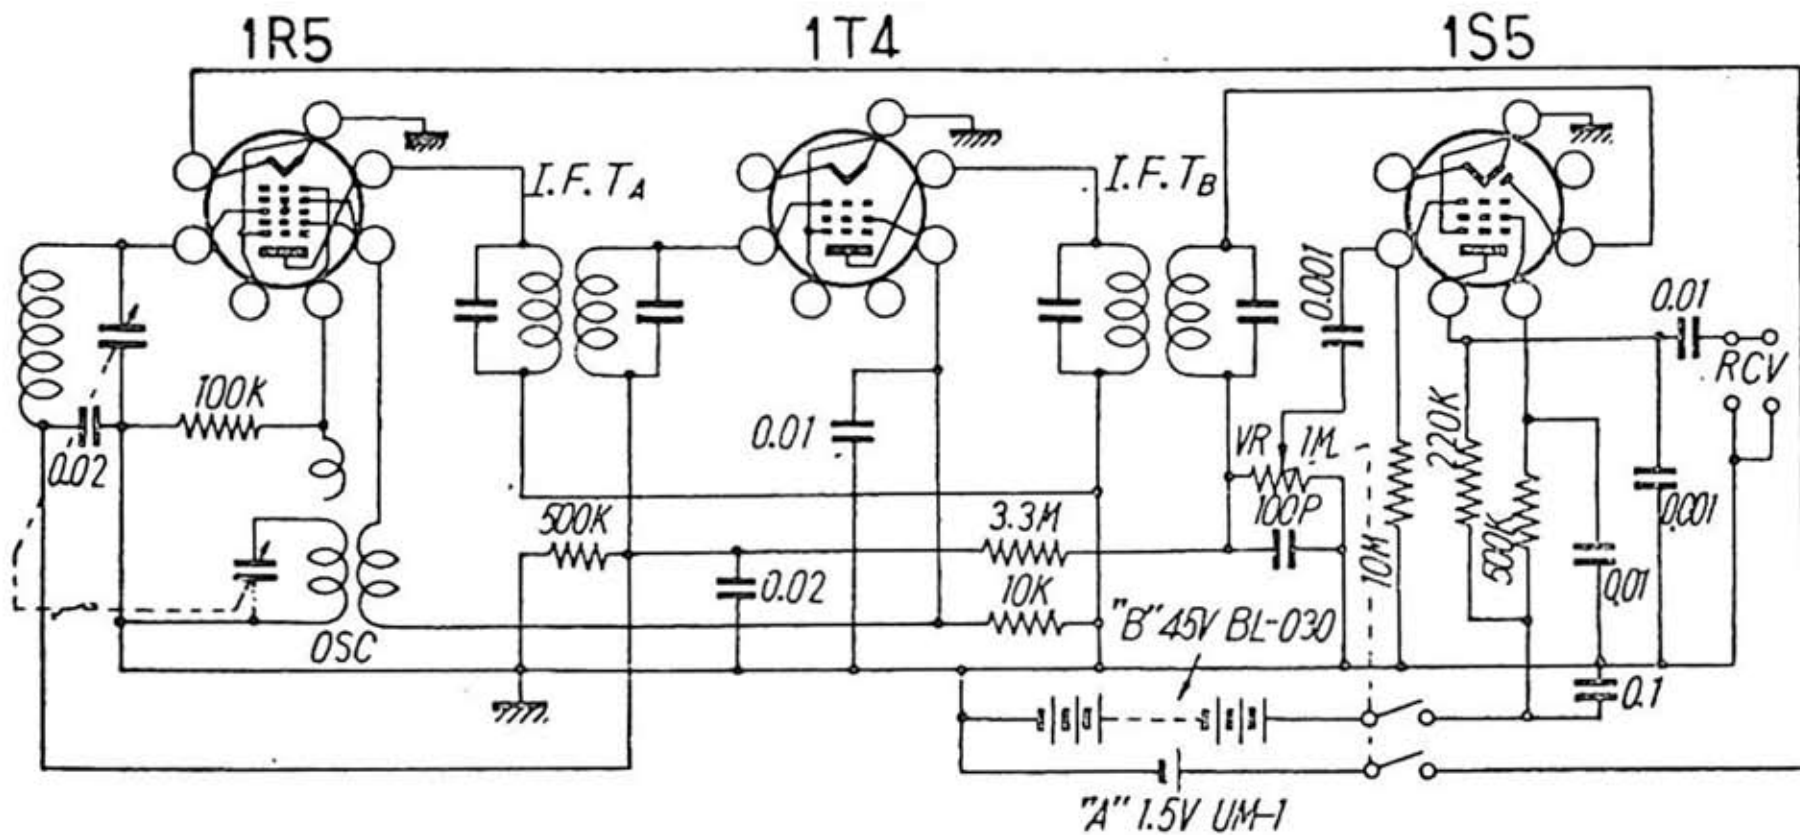 1R5
1T4
1S5
I.F.TA
I.F.TB
0.001
0.01
RCV
100K
0.02
0.01
VR 1M
100P
220K
0.001
500K
3.3M
10M
500K
0.01
0.02
10K
"B" 45V BL-030
OSC
0.1
"A" 1.5V UM-1